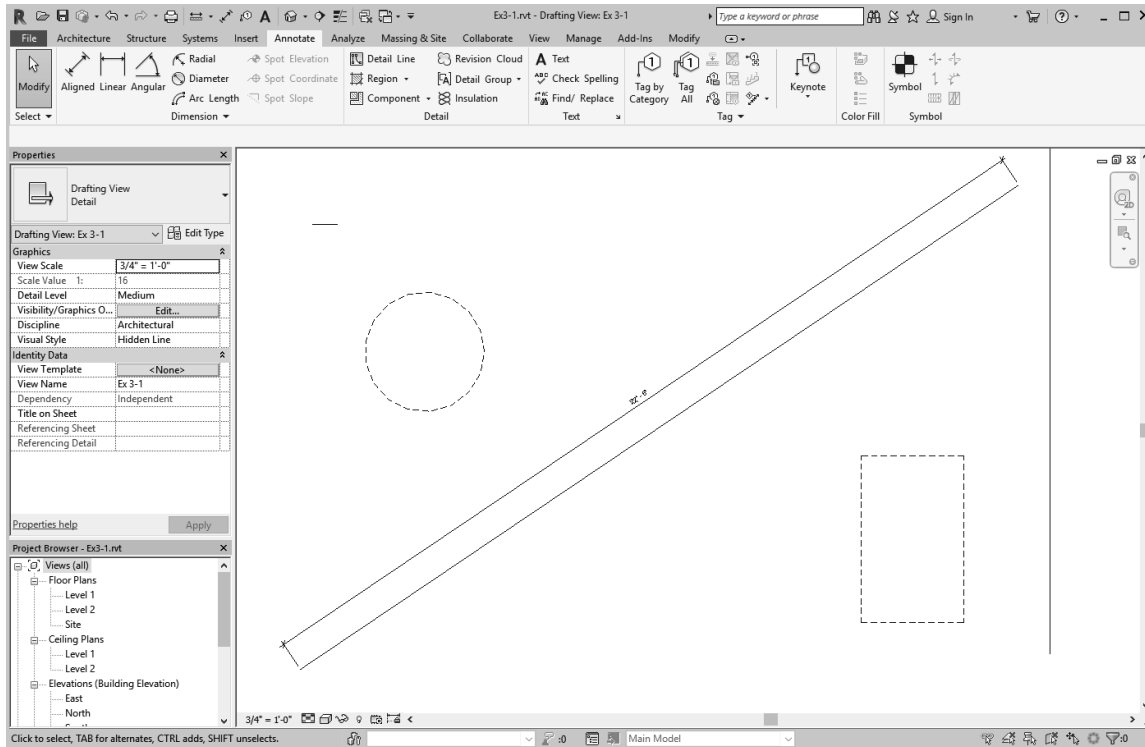 Ex3-1.rvt - Drafting View: Ex 3-1
Type a keyword or phrase
Sign In
File Architecture Structure Systems Insert Annotate Analyze Massing & Site Collaborate View Manage Add-Ins Modify
Modify
Select
Aligned Linear Angular
Radial
Diameter
Arc Length
Spot Elevation
Spot Coordinate
Spot Slope
Dimension
Detail Line
Region
Component
Revision Cloud
Detail Group
Insulation
Detail
A Text
ABC Check Spelling
Find/ Replace
Text
Tag by Category
Tag All
Tag
Keynote
Color Fill
Symbol
Symbol
Properties
Drafting View
Detail
Drafting View: Ex 3-1 Edit Type
Graphics
View Scale 3/4" = 1'-0"
Scale Value 1: 16
Detail Level Medium
Visibility/Graphics O... Edit...
Discipline Architectural
Visual Style Hidden Line
Identity Data
View Template <None>
View Name Ex 3-1
Dependency Independent
Title on Sheet
Referencing Sheet
Referencing Detail
Properties help Apply
Project Browser - Ex3-1.rvt
Views (all)
Floor Plans
Level 1
Level 2
Site
Ceiling Plans
Level 1
Level 2
Elevations (Building Elevation)
East
North
2D
3/4" = 1'-0"
Click to select, TAB for alternates, CTRL adds, SHIFT unselects.
:0
Main Model
:0